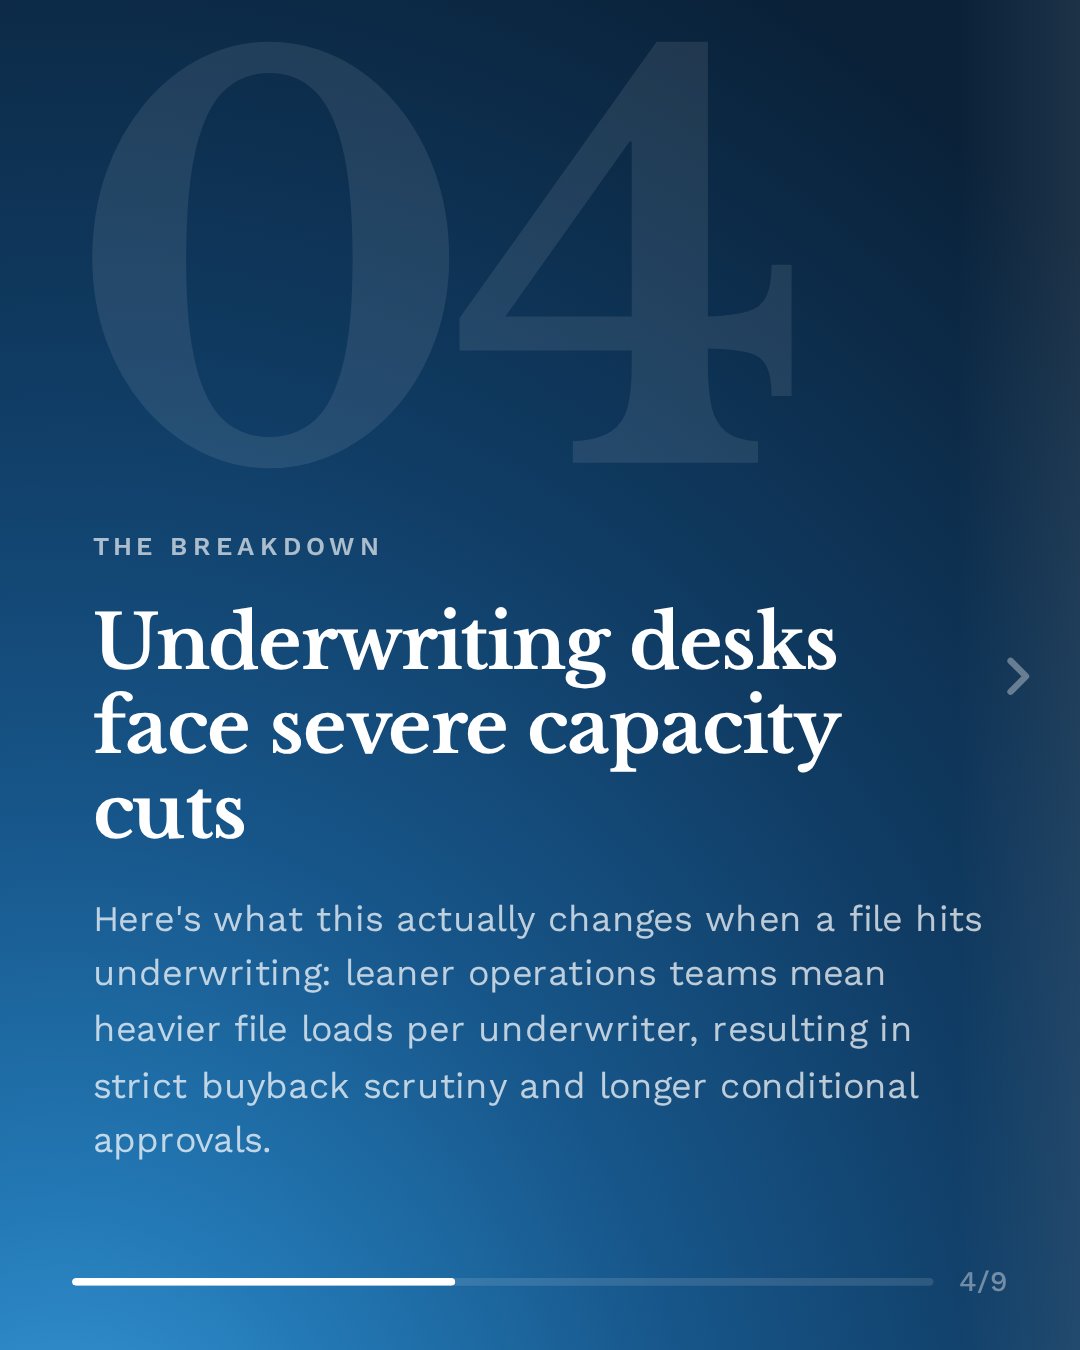 04
THE BREAKDOWN
Underwriting desks
face severe capacity
cuts
Here's what this actually changes when a file hits
underwriting: leaner operations teams mean
heavier file loads per underwriter, resulting in
strict buyback scrutiny and longer conditional
approvals.
4/9